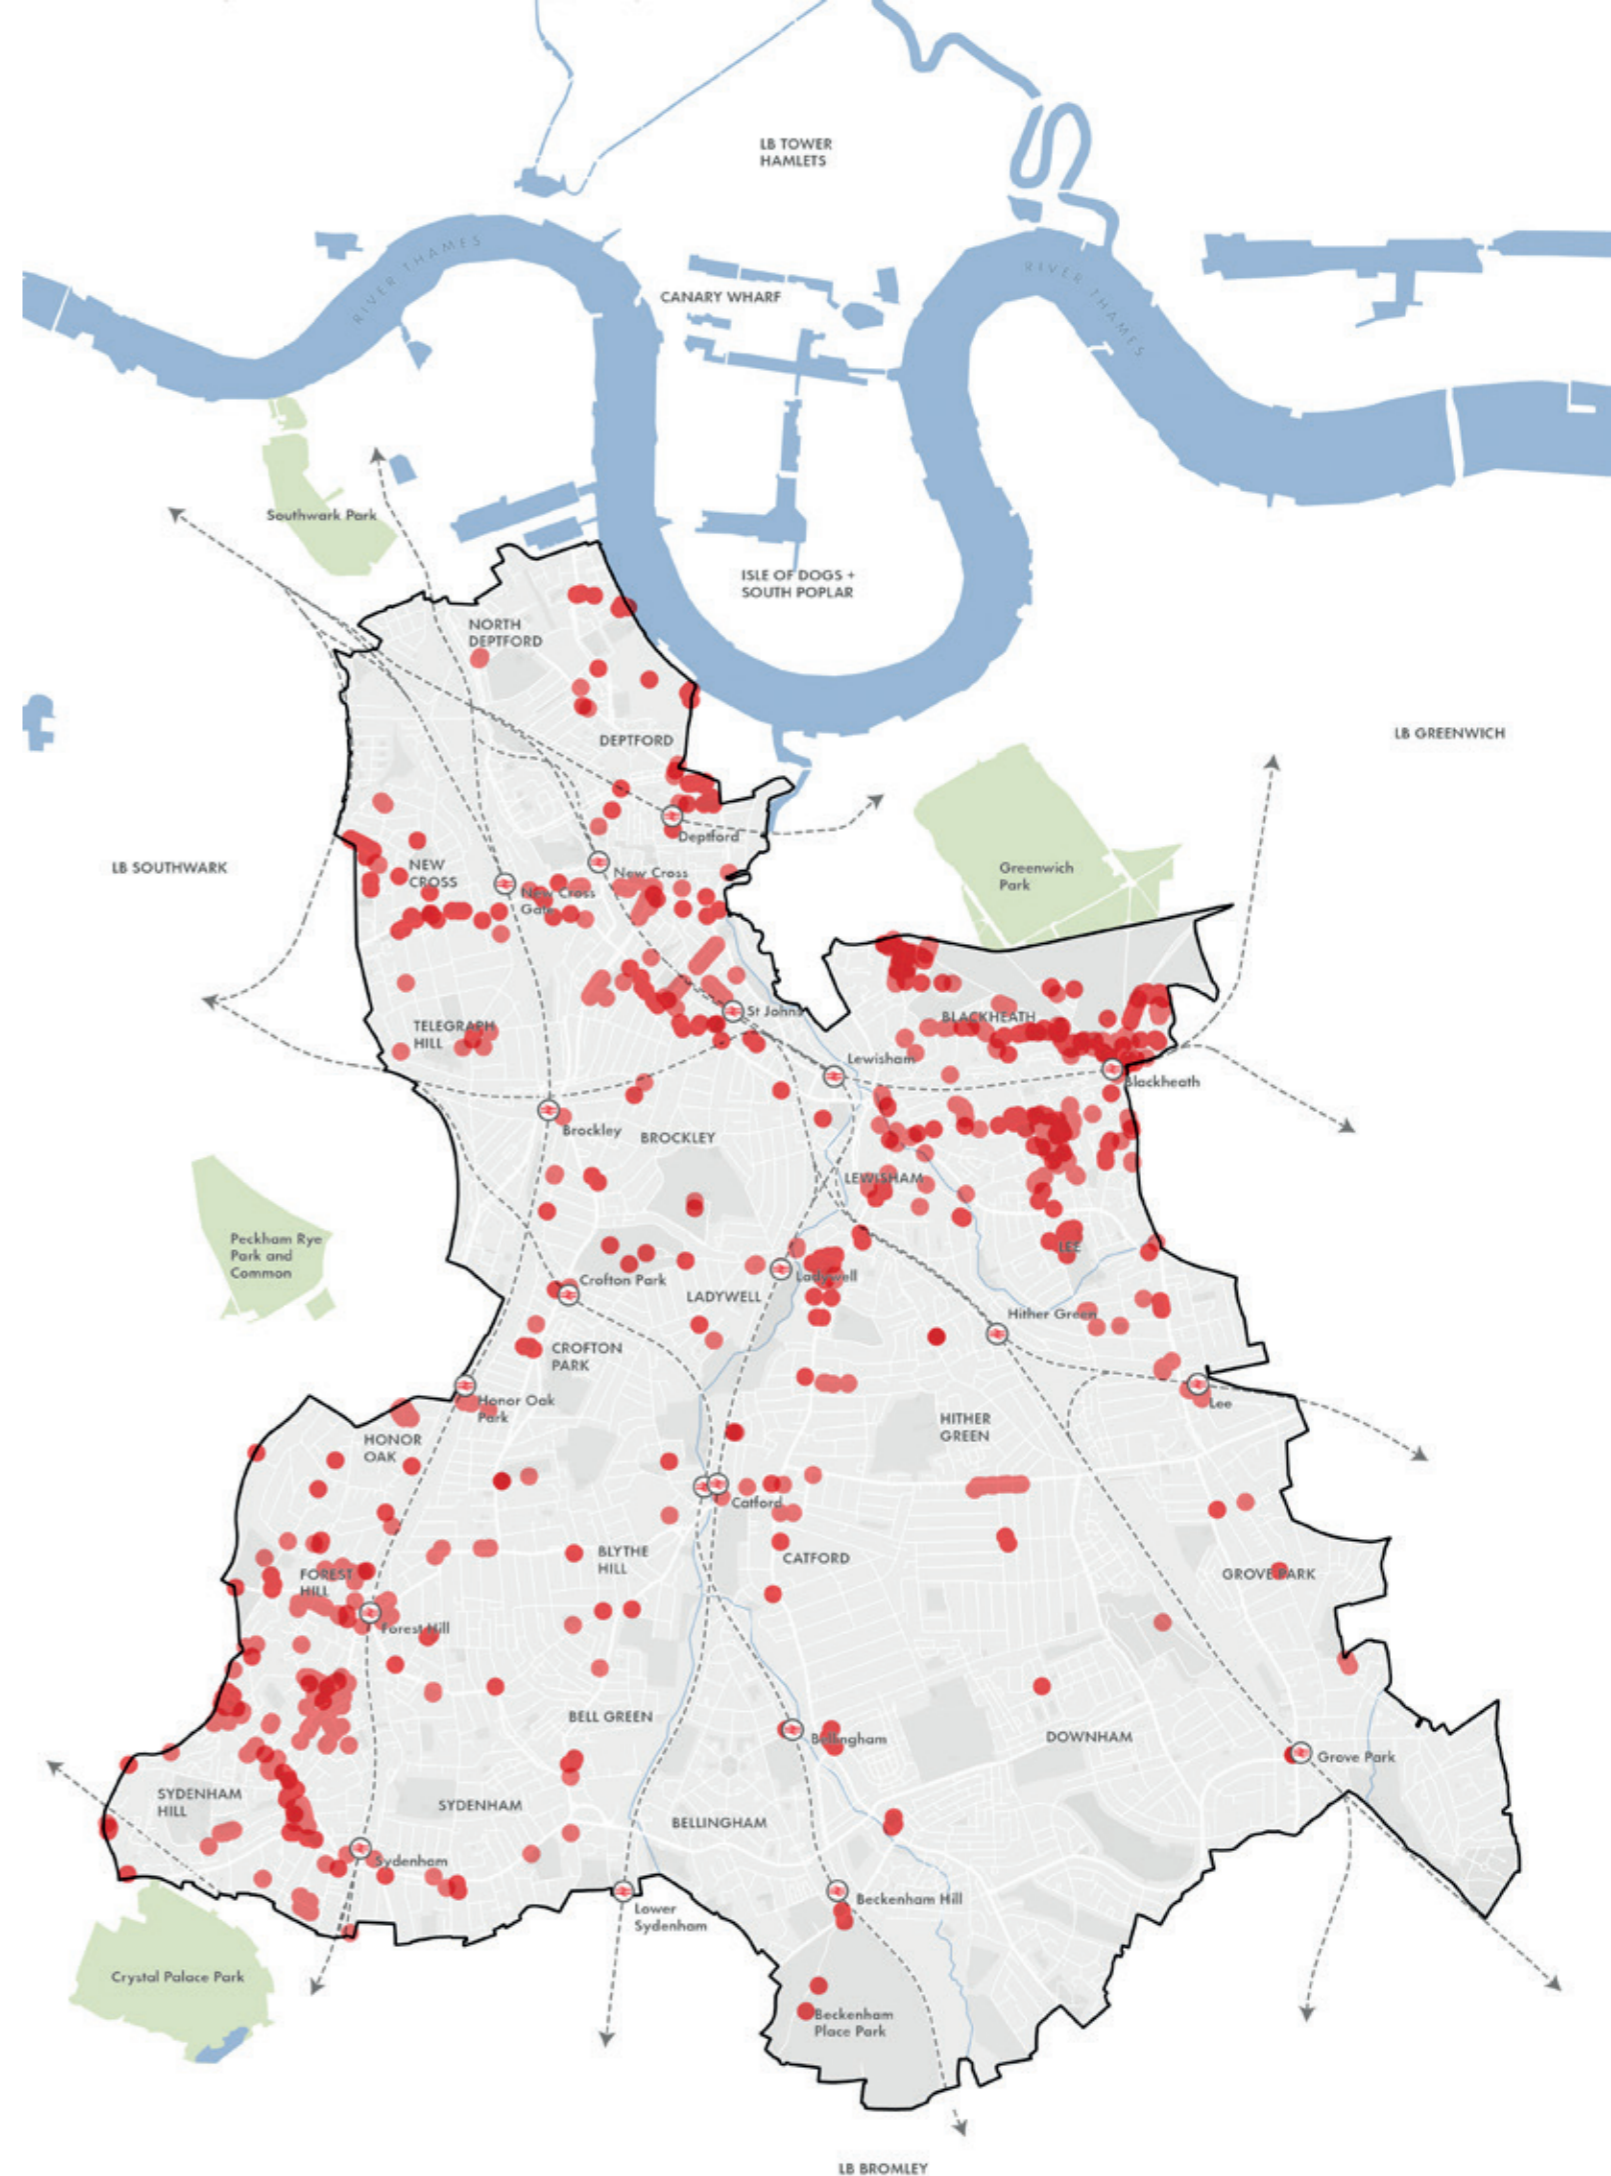 LB TOWER
HAMLETS
RIVER THAMES
CANARY WHARF
RIVER THAMES
Southwark Park
ISLE OF DOGS +
SOUTH POPLAR
NORTH
DEPTFORD
DEPTFORD
LB GREENWICH
Deptford
LB SOUTHWARK
NEW
CROSS
New Cross
New Cross
Gate
Greenwich
Park
St Johns
BLACKHEATH
TELEGRAPH
HILL
Lewisham
Blackheath
Brockley
BROCKLEY
LEWISHAM
Peckham Rye
Park and
Common
LEE
Crofton Park
Ladywell
LADYWELL
Hither Green
CROFTON
PARK
Honor Oak
Park
Lee
HONOR
OAK
HITHER
GREEN
Catford
BLYTHE
HILL
CATFORD
FOREST
HILL
GROVE PARK
Forest Hill
BELL GREEN
Bellingham
DOWNHAM
Grove Park
SYDENHAM
HILL
SYDENHAM
BELLINGHAM
Sydenham
Beckenham Hill
Lower
Sydenham
Crystal Palace Park
Beckenham
Place Park
LB BROMLEY